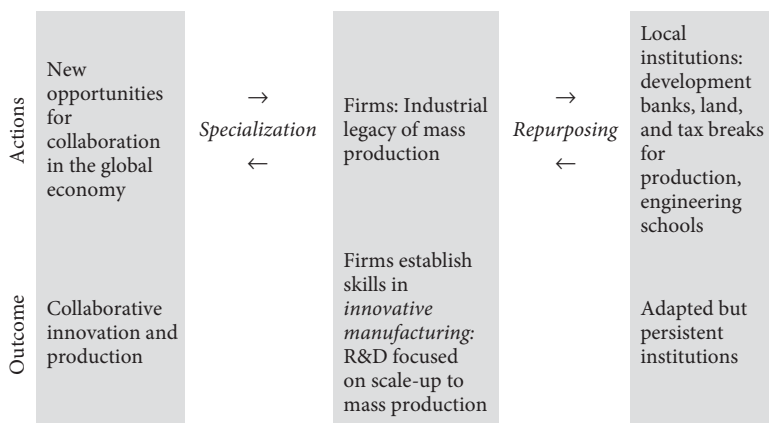 Actions
New
opportunities
for
collaboration
in the global
economy
→
Specialization
←
Firms: Industrial
legacy of mass
production
→
Repurposing
←
Local
institutions:
development
banks, land,
and tax breaks
for
production,
engineering
schools
Outcome
Collaborative
innovation and
production
Firms establish
skills in
innovative
manufacturing:
R&D focused
on scale-up to
mass production
Adapted but
persistent
institutions